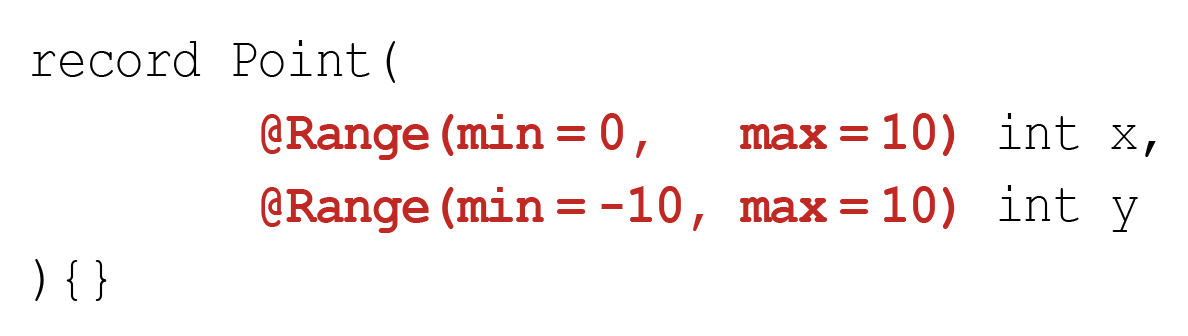 record Point(
        @Range(min=0,   max=10) int x,
        @Range(min=-10, max=10) int y
){}